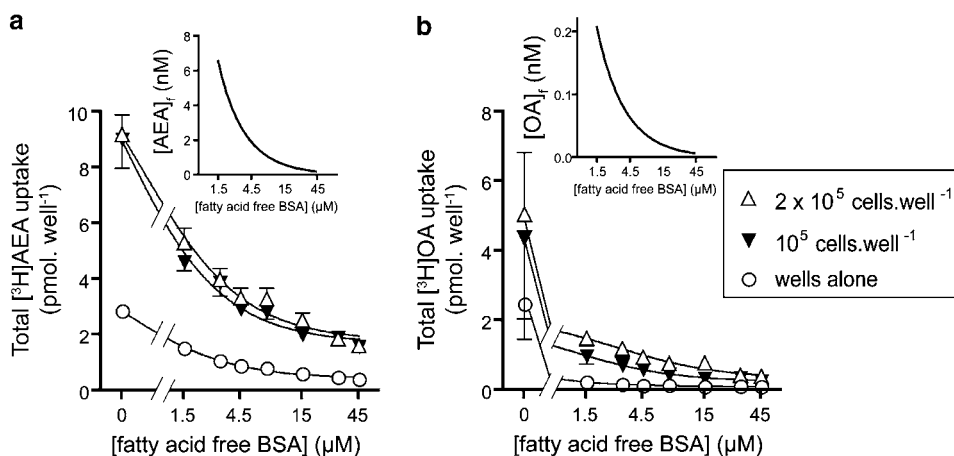 a
Total [³H]AEA uptake
(pmol. well⁻¹)
10
8
6
4
2
0
0
1.5
4.5
15
45
[fatty acid free BSA] (µM)
[AEA]f (nM)
8
6
4
2
0
1.5
4.5
15
45
[fatty acid free BSA] (µM)
b
Total [³H]OA uptake
(pmol. well⁻¹)
8
6
4
2
0
0
1.5
4.5
15
45
[fatty acid free BSA] (µM)
[OA]f (nM)
0.2
0.1
0.0
1.5
4.5
15
45
[fatty acid free BSA] (µM)
2 x 10⁵ cells.well⁻¹
10⁵ cells.well⁻¹
wells alone